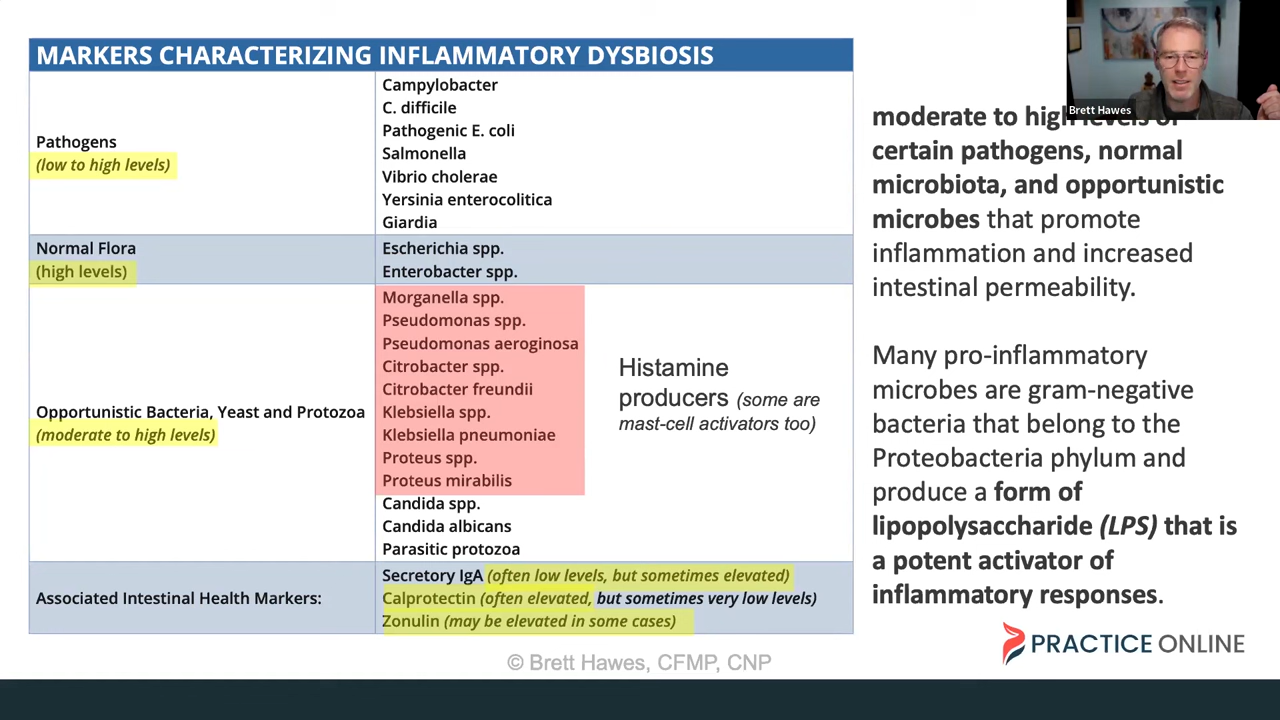 MARKERS CHARACTERIZING INFLAMMATORY DYSBIOSIS
Pathogens
(low to high levels)
Campylobacter
C. difficile
Pathogenic E. coli
Salmonella
Vibrio cholerae
Yersinia enterocolitica
Giardia
Normal Flora
(high levels)
Escherichia spp.
Enterobacter spp.
Opportunistic Bacteria, Yeast and Protozoa
(moderate to high levels)
Morganella spp.
Pseudomonas spp.
Pseudomonas aeroginosa
Citrobacter spp.
Citrobacter freundii
Klebsiella spp.
Klebsiella pneumoniae
Proteus spp.
Proteus mirabilis
Candida spp.
Candida albicans
Parasitic protozoa
Histamine
producers (some are
mast-cell activators too)
Associated Intestinal Health Markers:
Secretory IgA (often low levels, but sometimes elevated)
Calprotectin (often elevated, but sometimes very low levels)
Zonulin (may be elevated in some cases)
© Brett Hawes, CFMP, CNP
Brett Hawes
moderate to high levels of
certain pathogens, normal
microbiota, and opportunistic
microbes that promote
inflammation and increased
intestinal permeability.
Many pro-inflammatory
microbes are gram-negative
bacteria that belong to the
Proteobacteria phylum and
produce a form of
lipopolysaccharide (LPS) that is
a potent activator of
inflammatory responses.
PRACTICE ONLINE